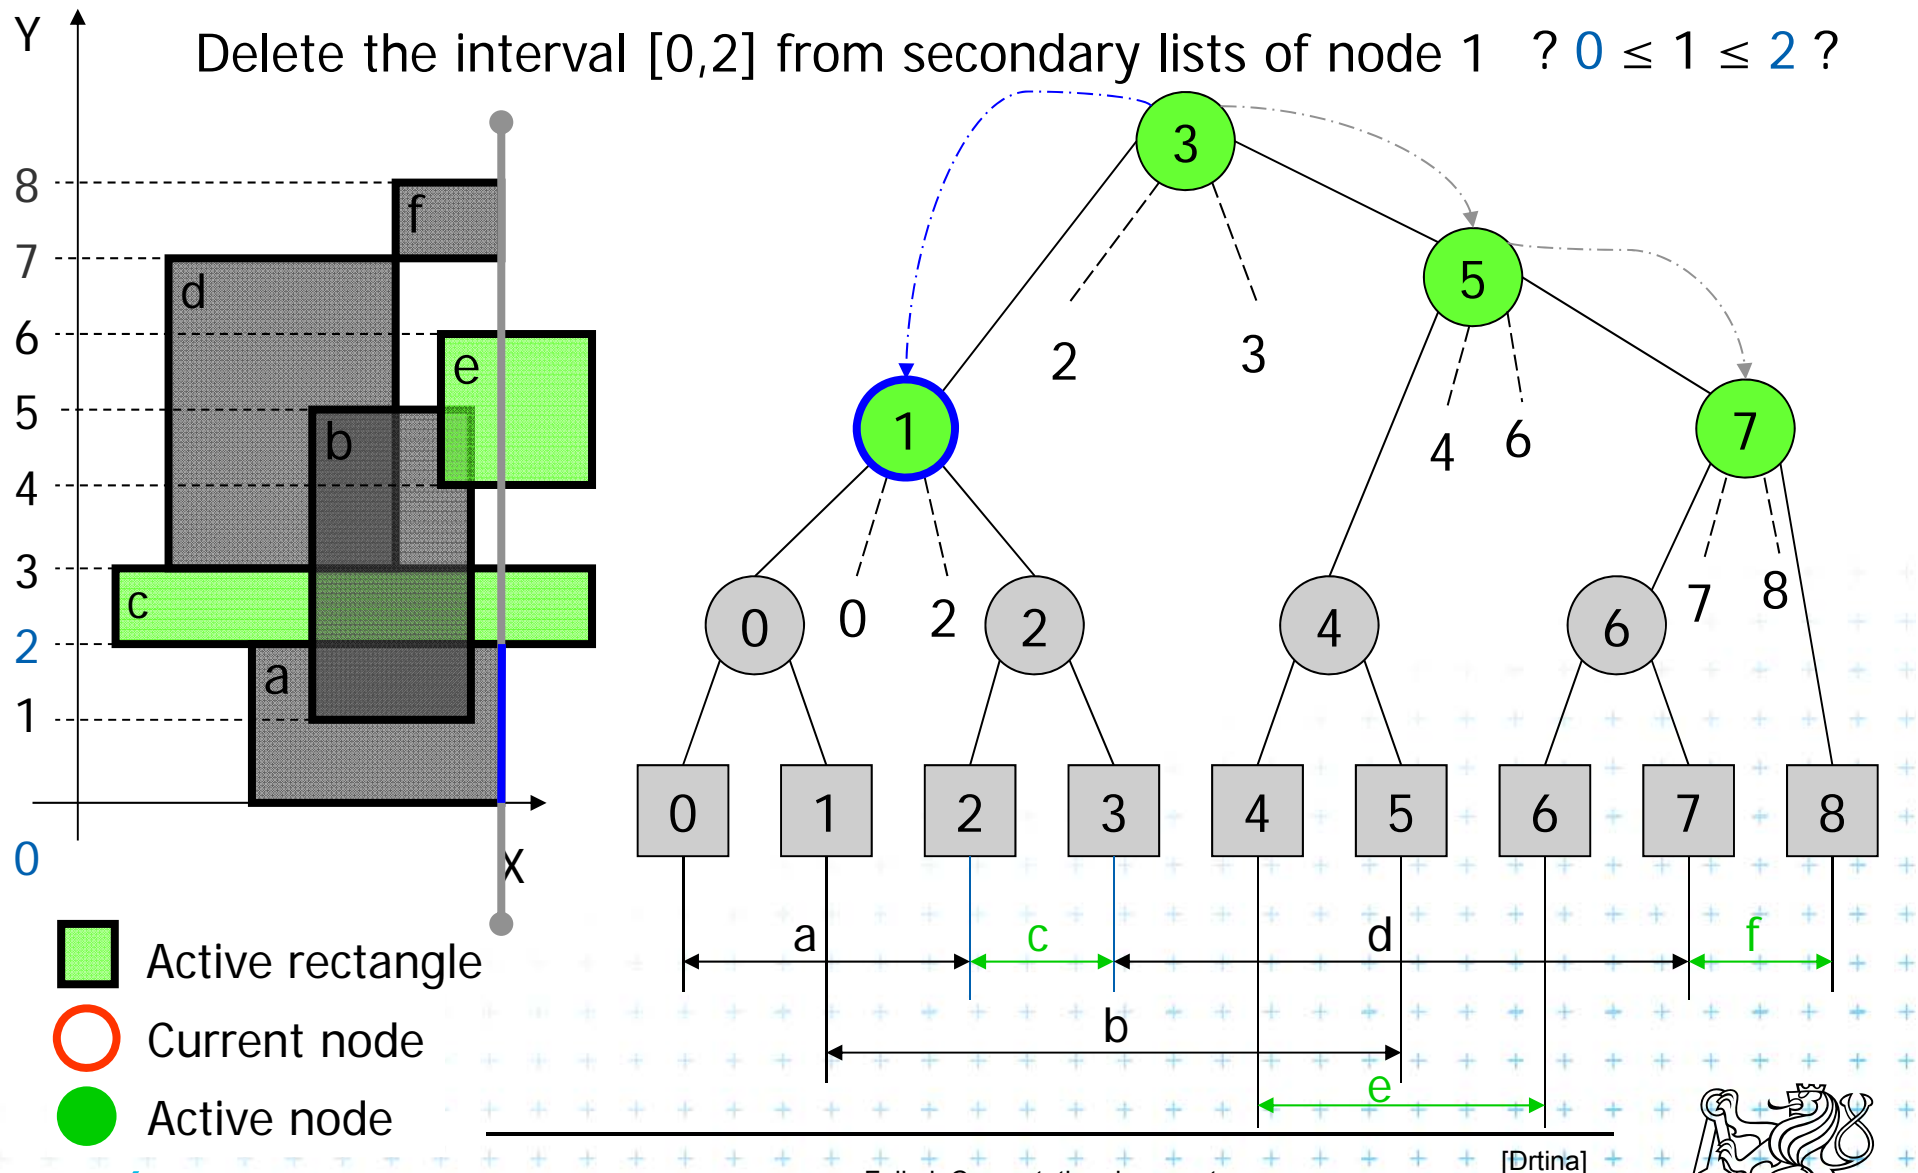 Y
Delete the interval [0,2] from secondary lists of node 1 ? 0 ≤ 1 ≤ 2 ?
3
8
f
7
5
d
6
2
3
e
5
1
7
b
4
6
4
3
7
8
c
0
0
2
2
4
6
2
a
1
0
1
2
3
4
5
6
7
8
0
X
a
c
d
f
Active rectangle
b
Current node
e
Active node
[Drtina]